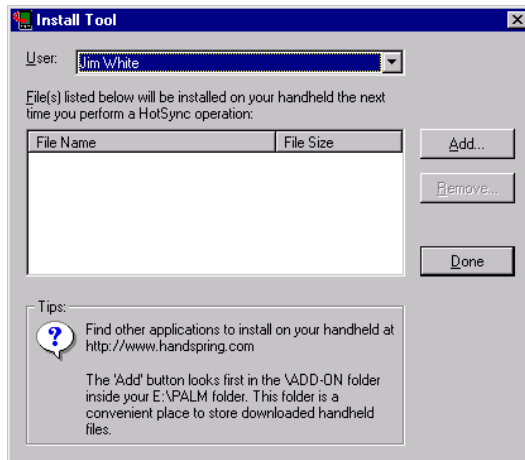 Install Tool
User: Jim White
File(s) listed below will be installed on your handheld the next
time you perform a HotSync operation:
File Name File Size
Add...
Remove...
Done
Tips:
Find other applications to install on your handheld at
http://www.handspring.com
The 'Add' button looks first in the \ADD-ON folder
inside your E:\PALM folder. This folder is a
convenient place to store downloaded handheld
files.